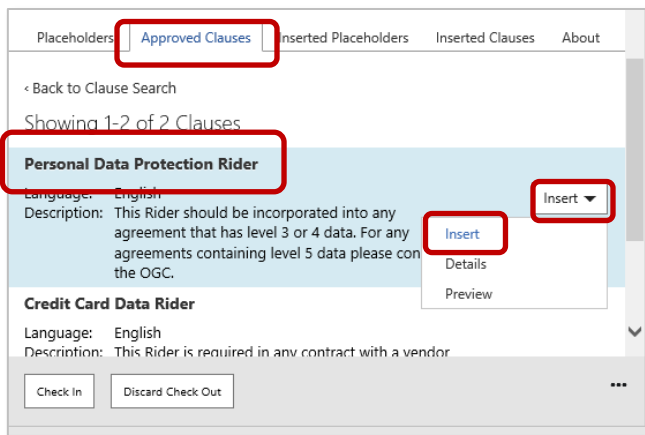 Placeholders Approved Clauses Inserted Placeholders Inserted Clauses About
‹ Back to Clause Search
Showing 1-2 of 2 Clauses
Personal Data Protection Rider
Language: English
Insert
Description: This Rider should be incorporated into any
agreement that has level 3 or 4 data. For any
Insert
agreements containing level 5 data please con
the OGC.
Details
Preview
Credit Card Data Rider
Language: English
Description: This Rider is required in any contract with a vendor
Check In Discard Check Out
•••